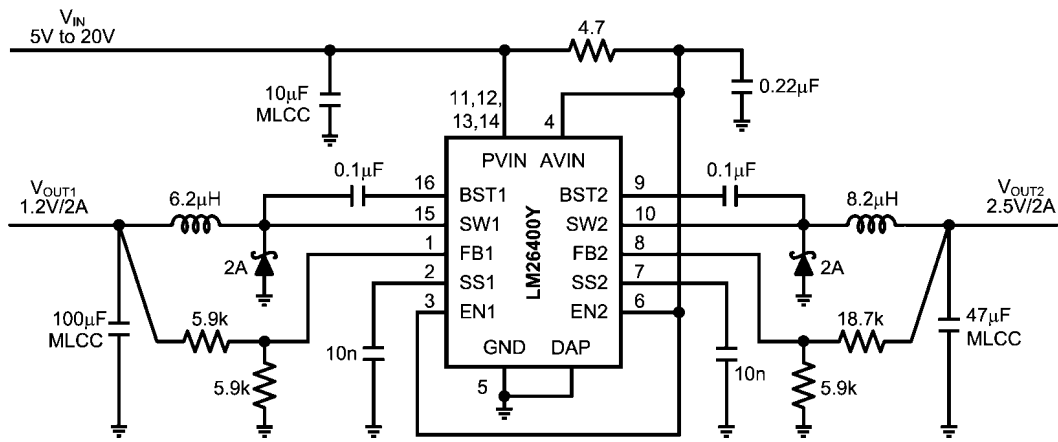 V_IN
5V to 20V
4.7
10μF
MLCC
0.22μF
11,12,
13,14
4
PVIN AVIN
0.1μF
16
BST1
BST2
9
0.1μF
V_OUT1
1.2V/2A
6.2μH
15
SW1
SW2
10
8.2μH
V_OUT2
2.5V/2A
LM26400Y
1
FB1
FB2
8
2A
2A
2
SS1
SS2
7
3
EN1
EN2
6
100μF
MLCC
5.9k
18.7k
47μF
MLCC
10n
GND DAP
10n
5.9k
5
5.9k